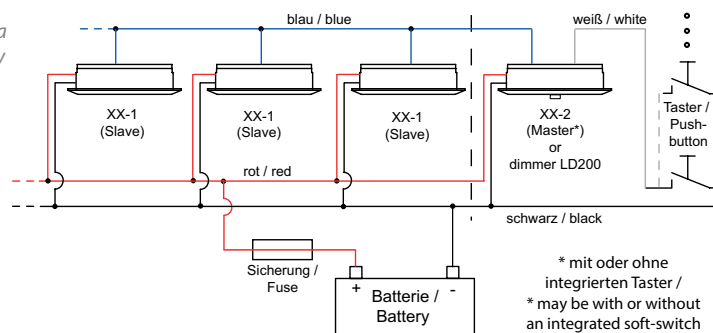 blau / blue
weiß / white
a
y
XX-1
(Slave)
XX-1
(Slave)
XX-1
(Slave)
XX-2
(Master*)
or
dimmer LD200
Taster /
Push-
button
rot / red
schwarz / black
Sicherung /
Fuse
+
-
Batterie /
Battery
* mit oder ohne
integrierten Taster /
* may be with or without
an integrated soft-switch